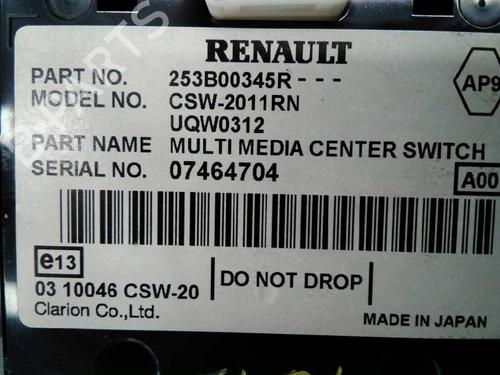 RENAULT
PART NO. 253B00345R---
MODEL NO. CSW-2011RN
UQW0312
AP9
PART NAME MULTI MEDIA CENTER SWITCH
SERIAL NO. 07464704
A00
e13
03 10046 CSW-20
DO NOT DROP
Clarion Co.,Ltd.
MADE IN JAPAN